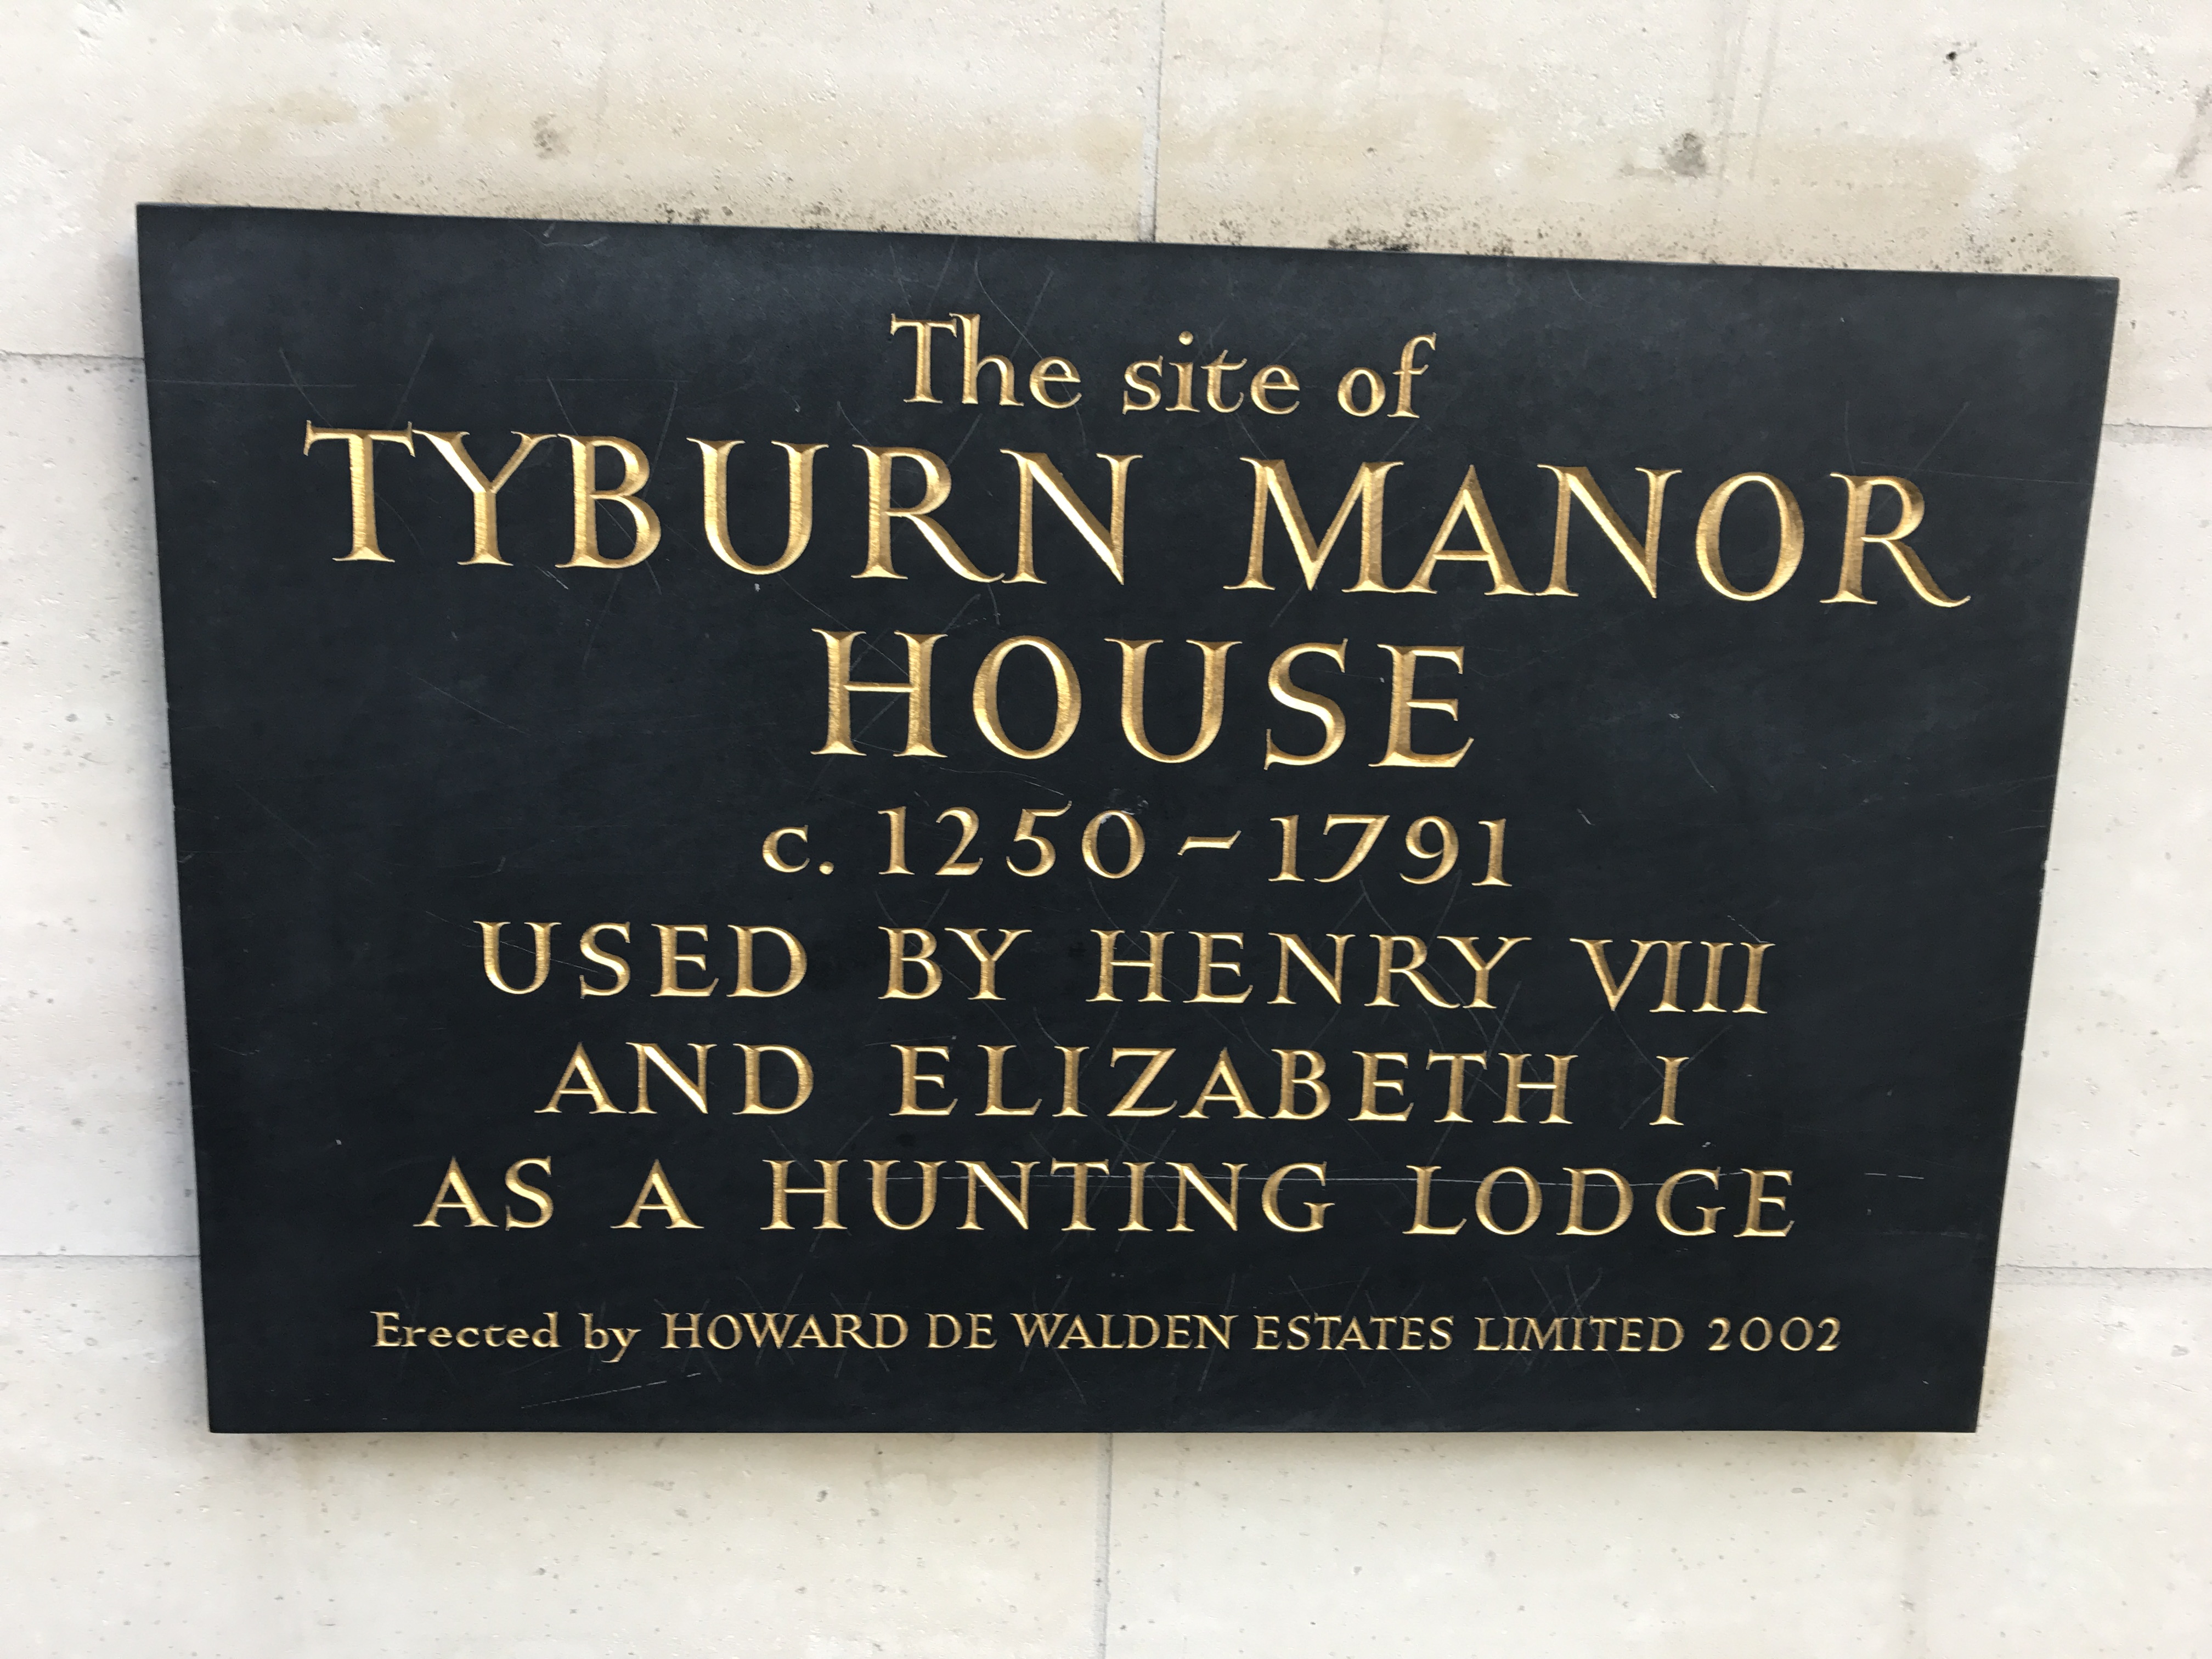 The site of
TYBURN MANOR
HOUSE
c. 1250 - 1791
USED BY HENRY VIII
AND ELIZABETH I
AS A HUNTING LODGE
Erected by HOWARD DE WALDEN ESTATES LIMITED 2002